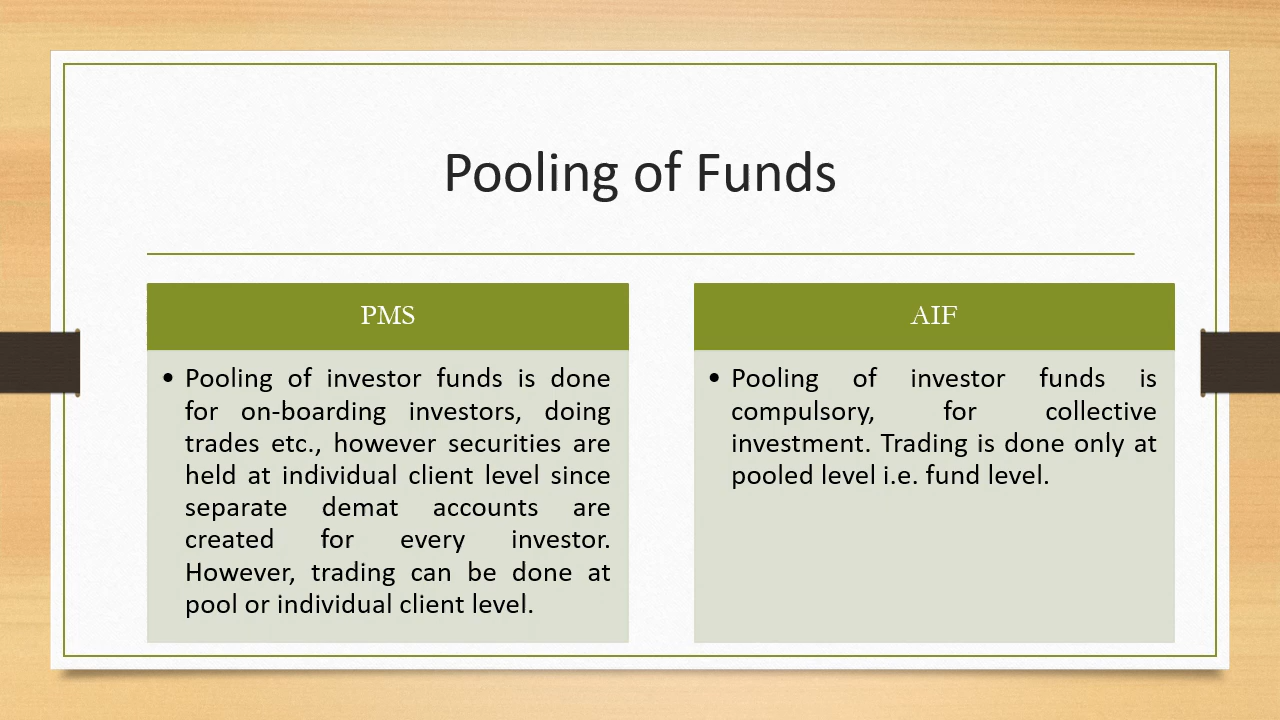 Pooling of Funds
PMS
• Pooling of investor funds is done
for on-boarding investors, doing
trades etc., however securities are
held at individual client level since
separate demat accounts are
created for every investor.
However, trading can be done at
pool or individual client level.
AIF
• Pooling of investor funds is
compulsory, for collective
investment. Trading is done only at
pooled level i.e. fund level.